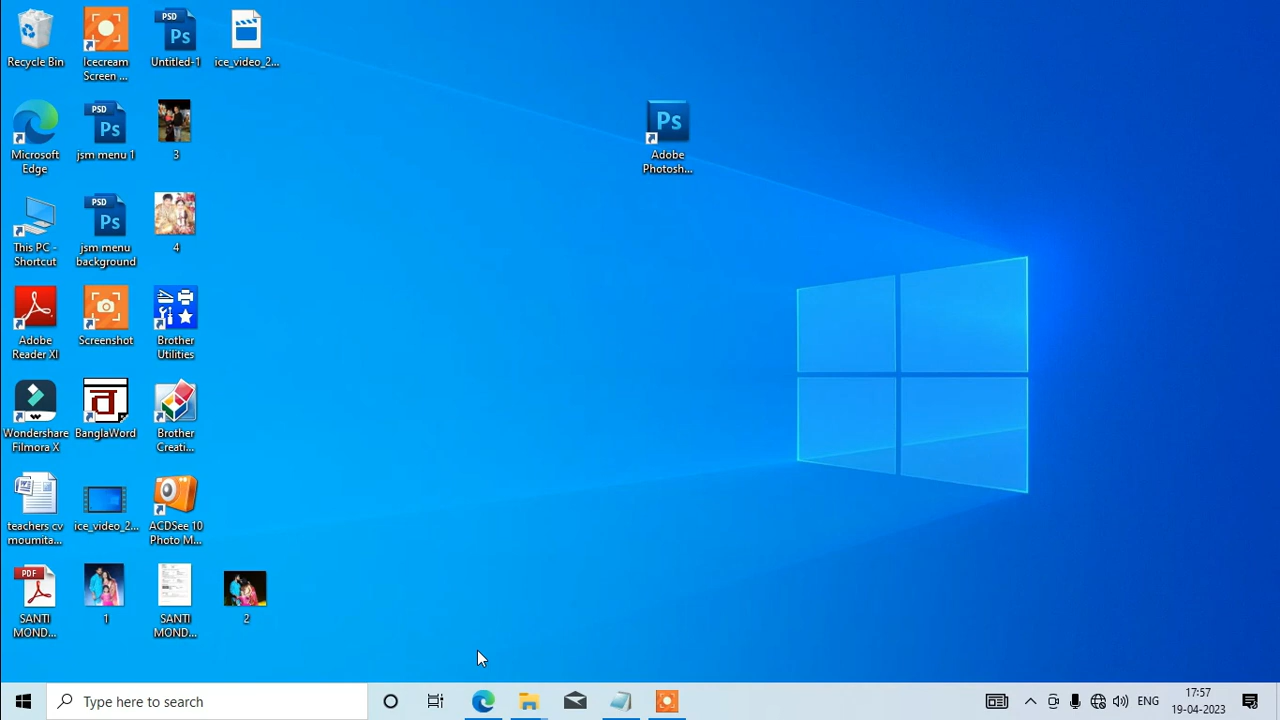 Recycle Bin
Icecream
Screen ...
PSD
Ps
Untitled-1
ice_video_2...
Microsoft
Edge
PSD
Ps
jsm menu 1
3
Ps
Adobe
Photosh...
This PC -
Shortcut
PSD
Ps
jsm menu
background
4
Adobe
Reader XI
Screenshot
Brother
Utilities
Wondershare
Filmora X
ব
BanglaWord
Brother
Creati...
W
teachers cv
moumita...
ice_video_2...
ACDSee 10
Photo M...
PDF
SANTI
MOND...
1
SANTI
MOND...
2
Type here to search
ENG
17:57
19-04-2023